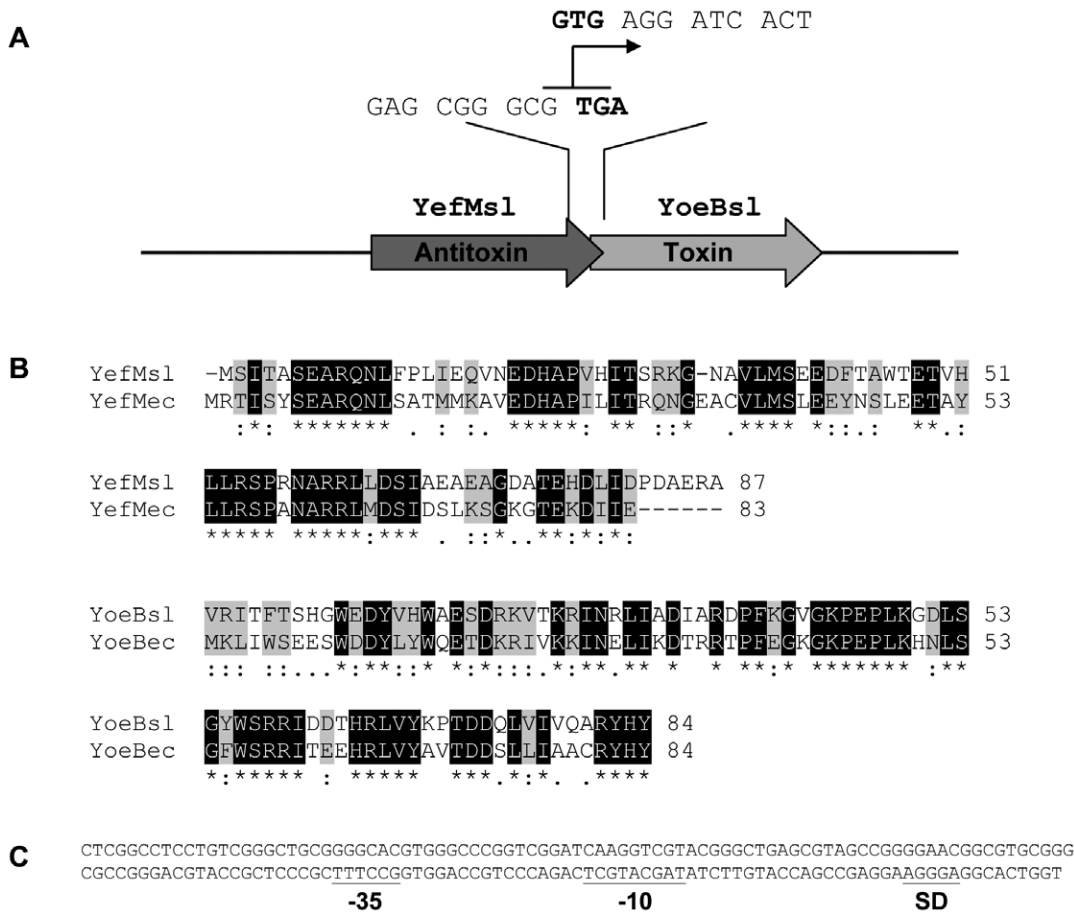 A
GTG AGG ATC ACT
GAG CGG GCG TGA
YefMsl YoeBsl
Antitoxin Toxin
B
YefMsl -MSITASEARQNLFPLIEQVNEDHAPVHITSRKG-NAVLMSEEDFTAWTETVH 51
YefMec MRTISYSEARQNLSATMMKAVEDHAPILITRQNGEACVLMSLEEYNSLEETAY 53
:*: ******* . : :. *****: ** ::* .**** *::.: **.:
YefMsl LLRSPRNARRLLDSIAEAEAGDATEHDLIDPDAERA 87
YefMec LLRSPANARRLMDSIDSLKSGKGTEKDIIE------ 83
***** *****:*** . ::*..**:*:*:
YoeBsl VRITFTSHGWEDYVHWAESDRKVTKRINRLIADIARDPFKGVGKPEPLKGDLS 53
YoeBec MKLIWSEESWDDYLYWQETDKRIVKKINELIKDTRRTPFEGKGKPEPLKHNLS 53
::: ::...*:**::* *:*:::.*:**.** * * **:* ******* :**
YoeBsl GYWSRRIDDTHRLVYKPTDDQLVIVQARYHY 84
YoeBec GFWSRRITEEHRLVYAVTDDSLLIAACRYHY 84
*:***** : ***** ***.*:*. .****
C
CTCGGCCTCCTGTCGGGCTGCGGGGCACGTGGGCCCGGTCGGATCAAGGTCGTACGGGCTGAGCGTAGCCGGGGAACGGCGTGCGGG
CGCCGGGACGTACCGCTCCCGCTTTCCGGTGGACCGTCCCAGACTCGTACGATATCTTGTACCAGCCGAGGAAGGGAGGCACTGGT
-35 -10 SD